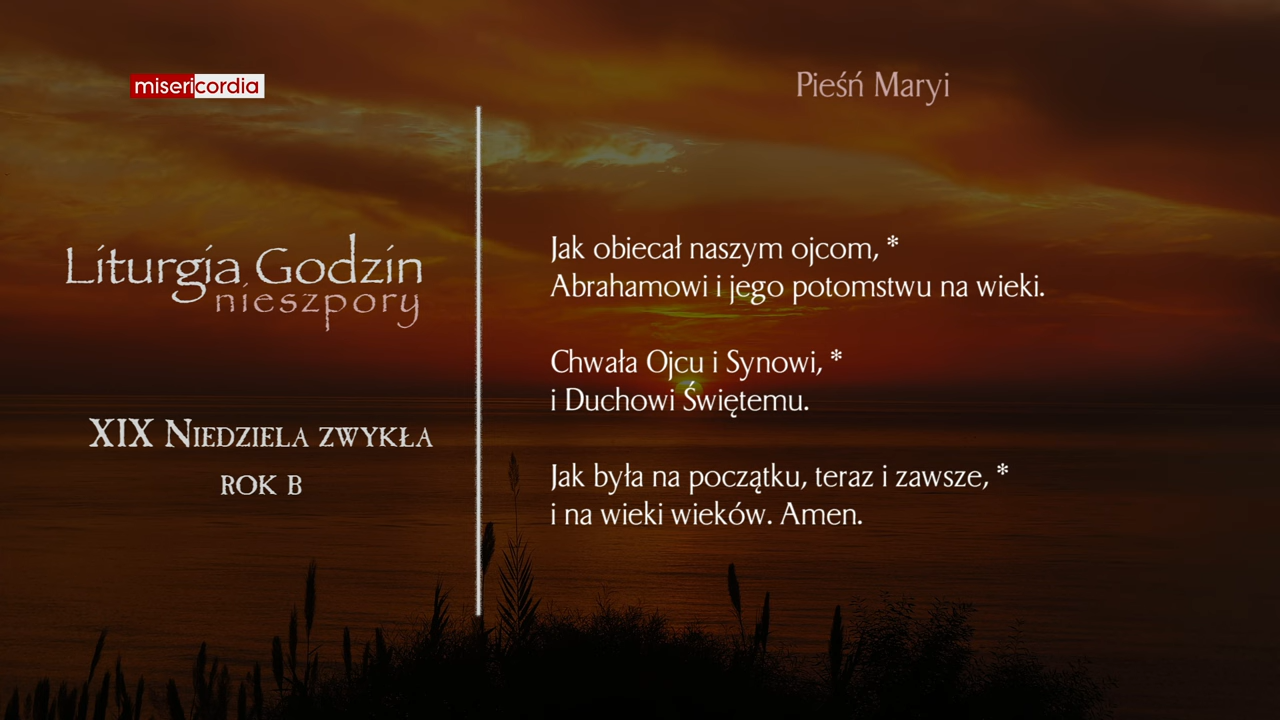 misericordia
Pieśń Maryi
Liturgia Godzin
nieszpory
XIX Niedziela zwykła
rok B
Jak obiecał naszym ojcom, *
Abrahamowi i jego potomstwu na wieki.
Chwała Ojcu i Synowi, *
i Duchowi Świętemu.
Jak była na początku, teraz i zawsze, *
i na wieki wieków. Amen.